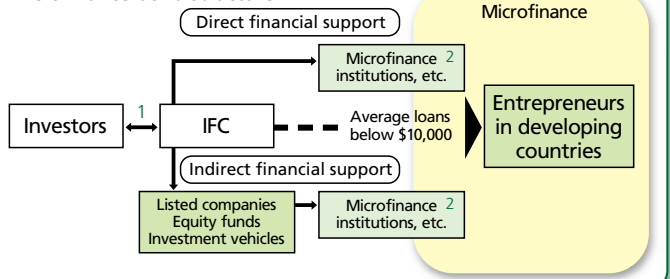 Direct financial support
Microfinance
Microfinance 2
institutions, etc.
Investors
1
IFC
Average loans
below $10,000
Entrepreneurs
in developing
countries
Indirect financial support
Listed companies
Equity funds
Investment vehicles
Microfinance 2
institutions, etc.